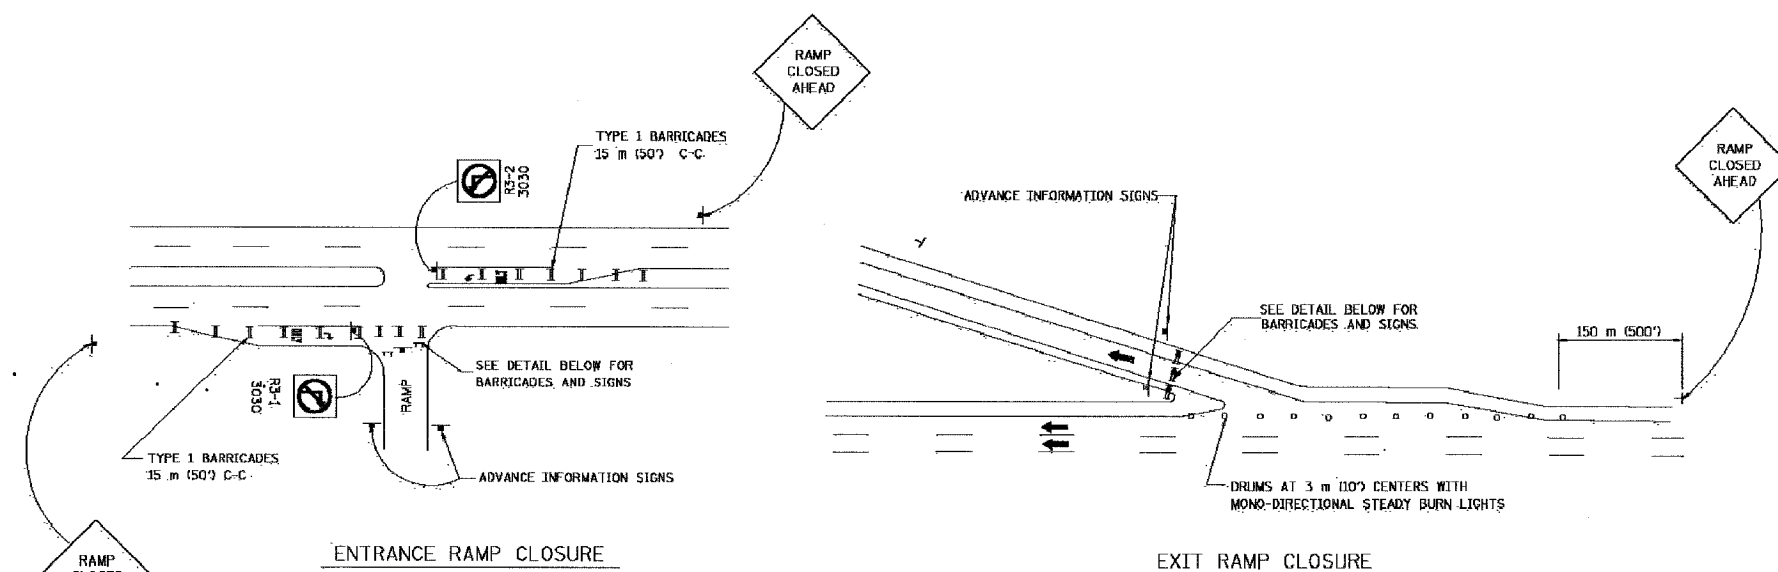 RAMP
CLOSED
AHEAD
TYPE 1 BARRICADES
15 m (50') C-C
R3-2
3030
SEE DETAIL BELOW FOR
BARRICADES AND SIGNS
RAMP
R3-1
3030
TYPE 1 BARRICADES
15 m (50') C-C
ADVANCE INFORMATION SIGNS
RAMP
ENTRANCE RAMP CLOSURE
RAMP
CLOSED
AHEAD
ADVANCE INFORMATION SIGNS
SEE DETAIL BELOW FOR
BARRICADES AND SIGNS
150 m (500')
DRUMS AT 3 m (10') CENTERS WITH
MONO-DIRECTIONAL STEADY BURN LIGHTS
EXIT RAMP CLOSURE